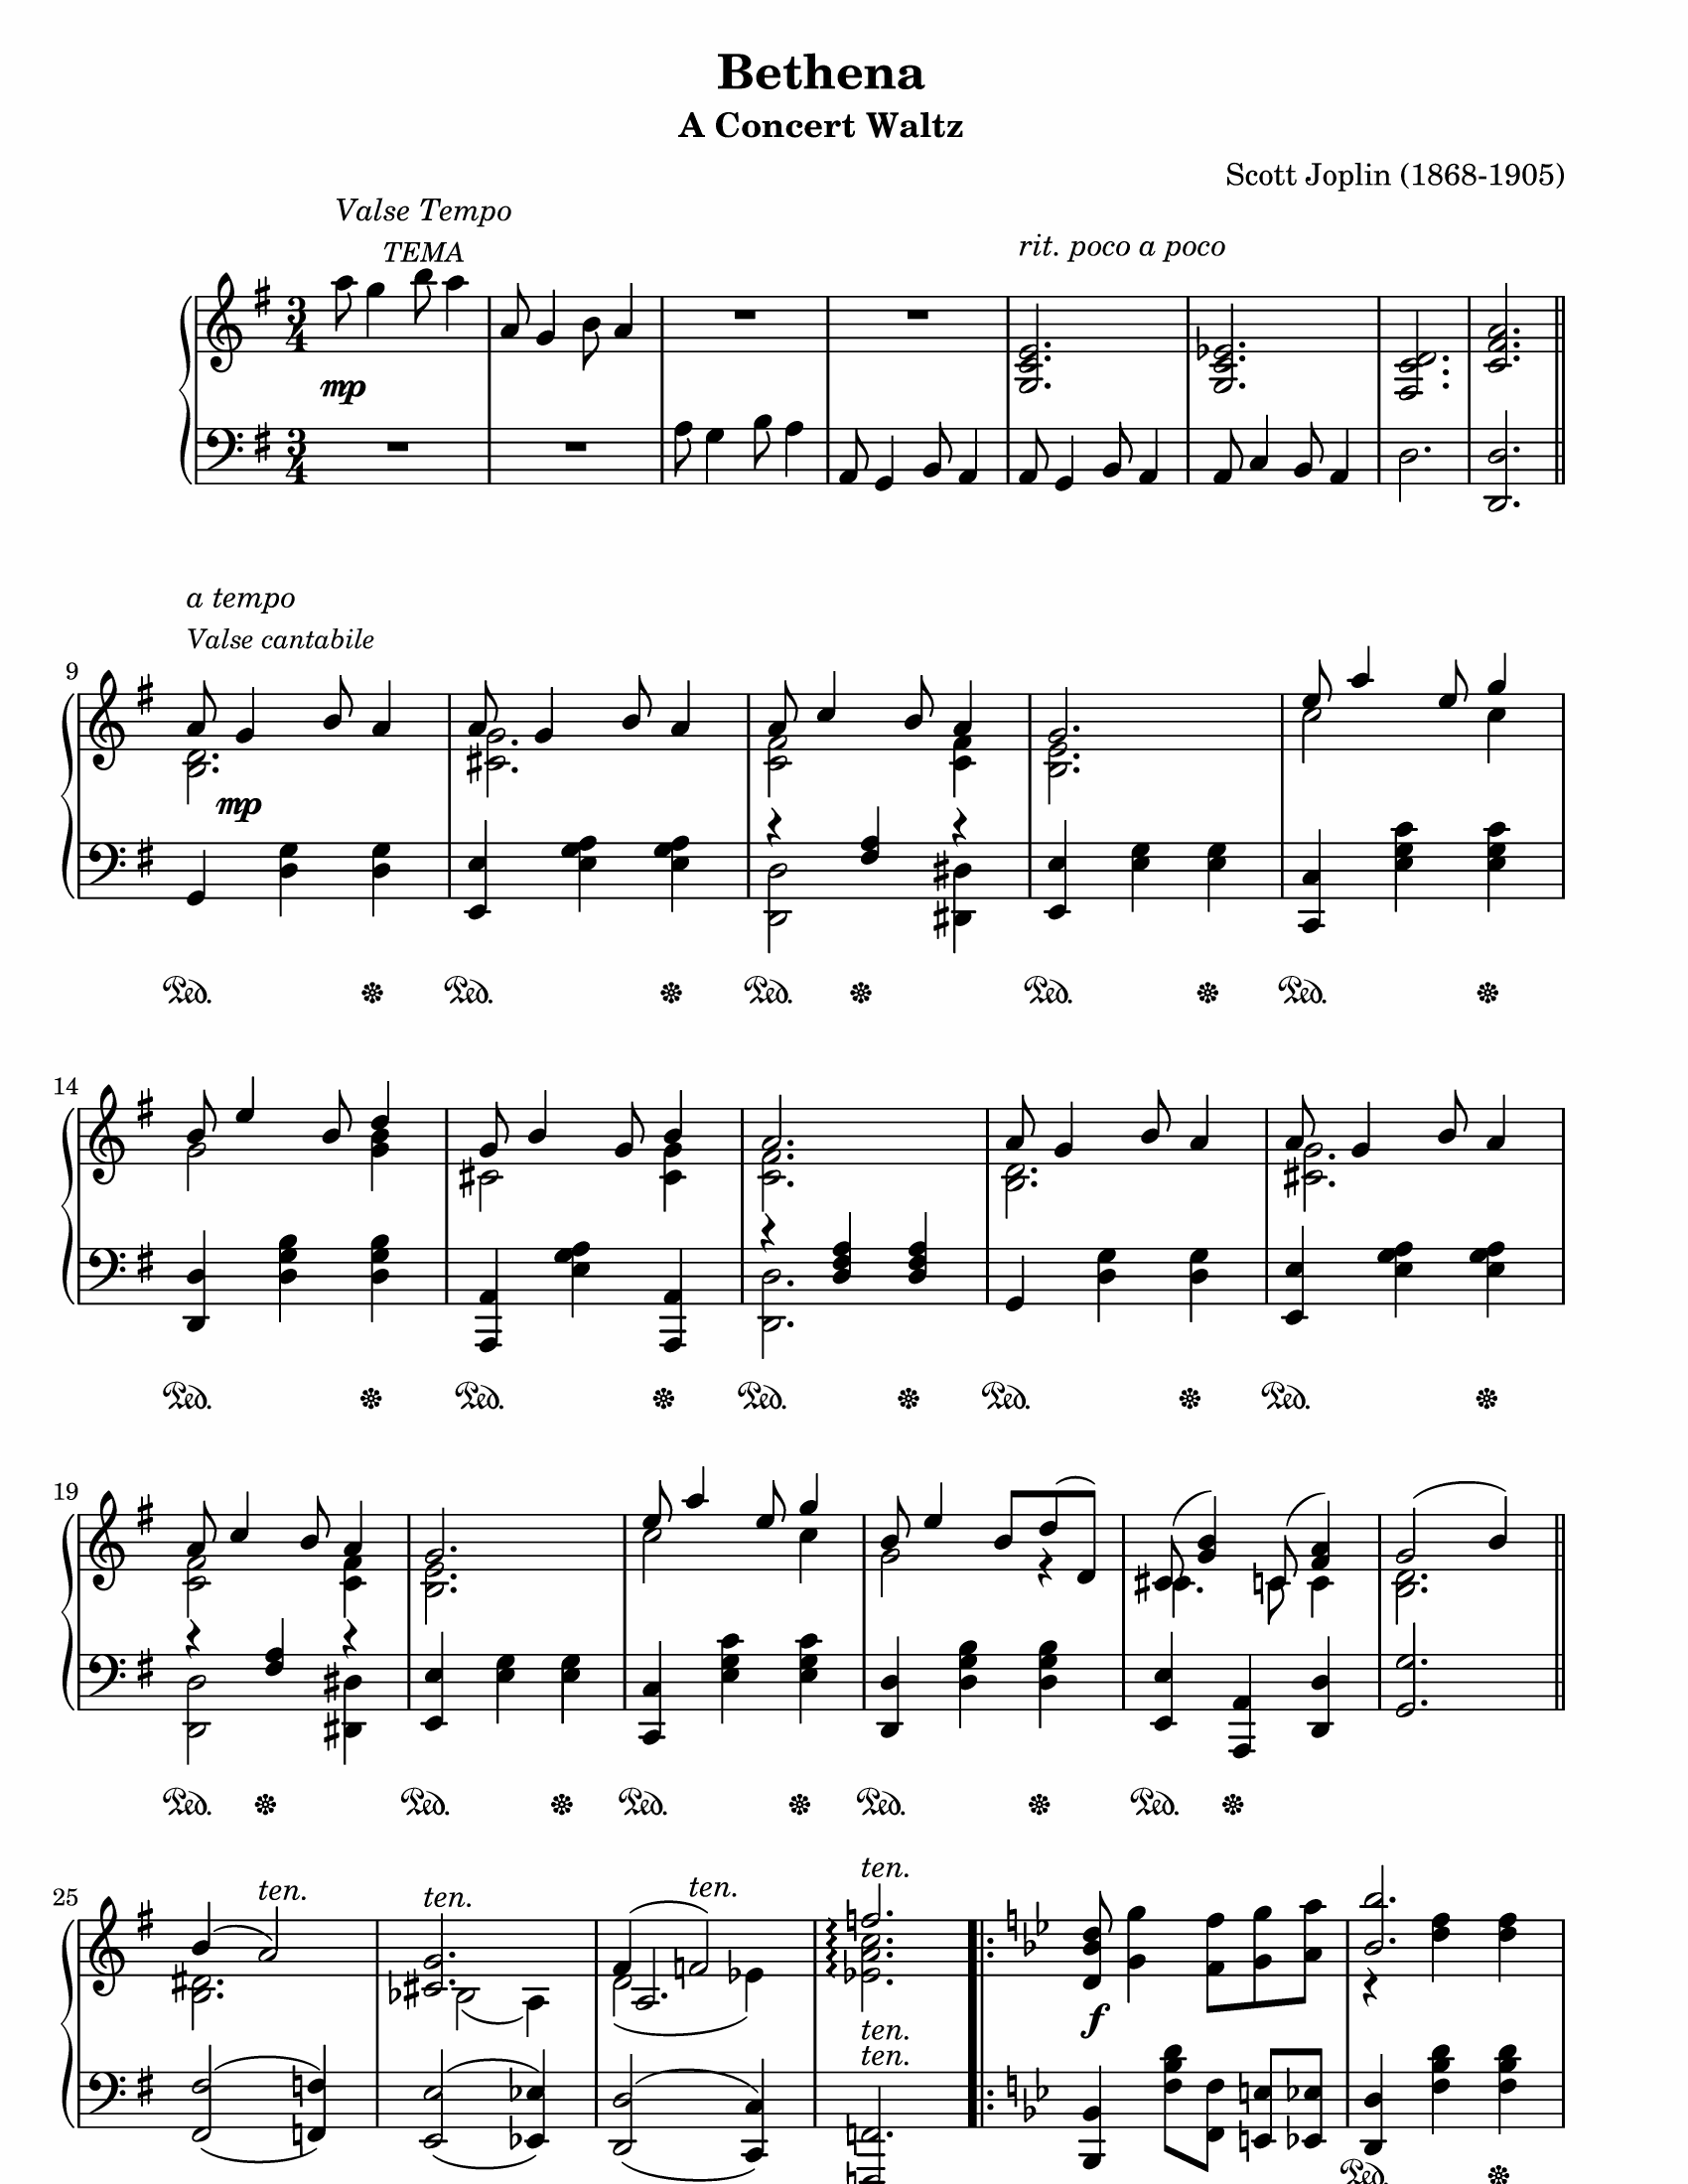 Bethena
A Concert Waltz
Scott Joplin (1868-1905)
Valse Tempo
TEMA
rit. poco a poco
3
4
mp
3
4
a tempo
Valse cantabile
9
mp
Ped. Ped. Ped. Ped. Ped.
14
Ped. Ped. Ped. Ped. Ped.
19
Ped. Ped. Ped. Ped. Ped.
25
ten. ten. ten. ten.
f
ten.
ten.
Ped.